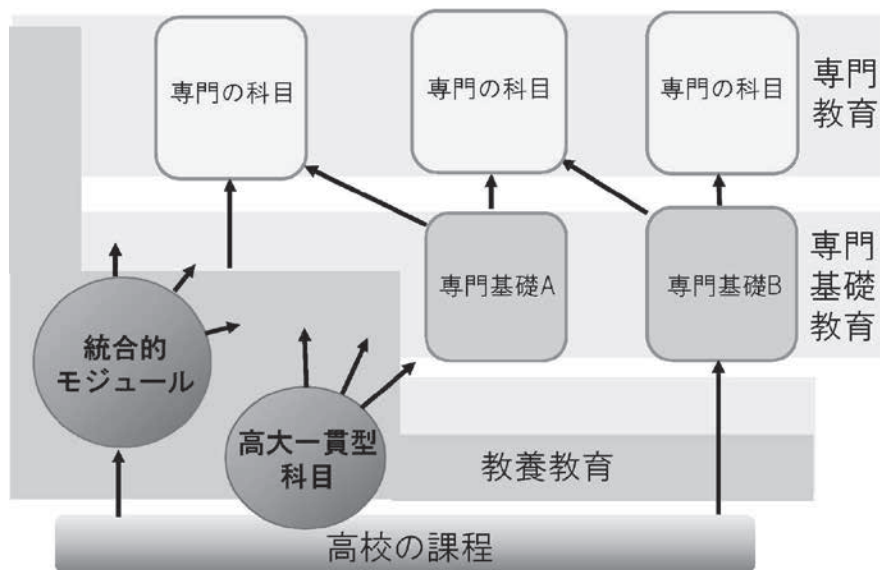 専門の科目
専門の科目
専門の科目
専門
教育
専門基礎A
専門基礎B
専門
基礎
教育
統合的
モジュール
高大一貫型
科目
教養教育
高校の課程